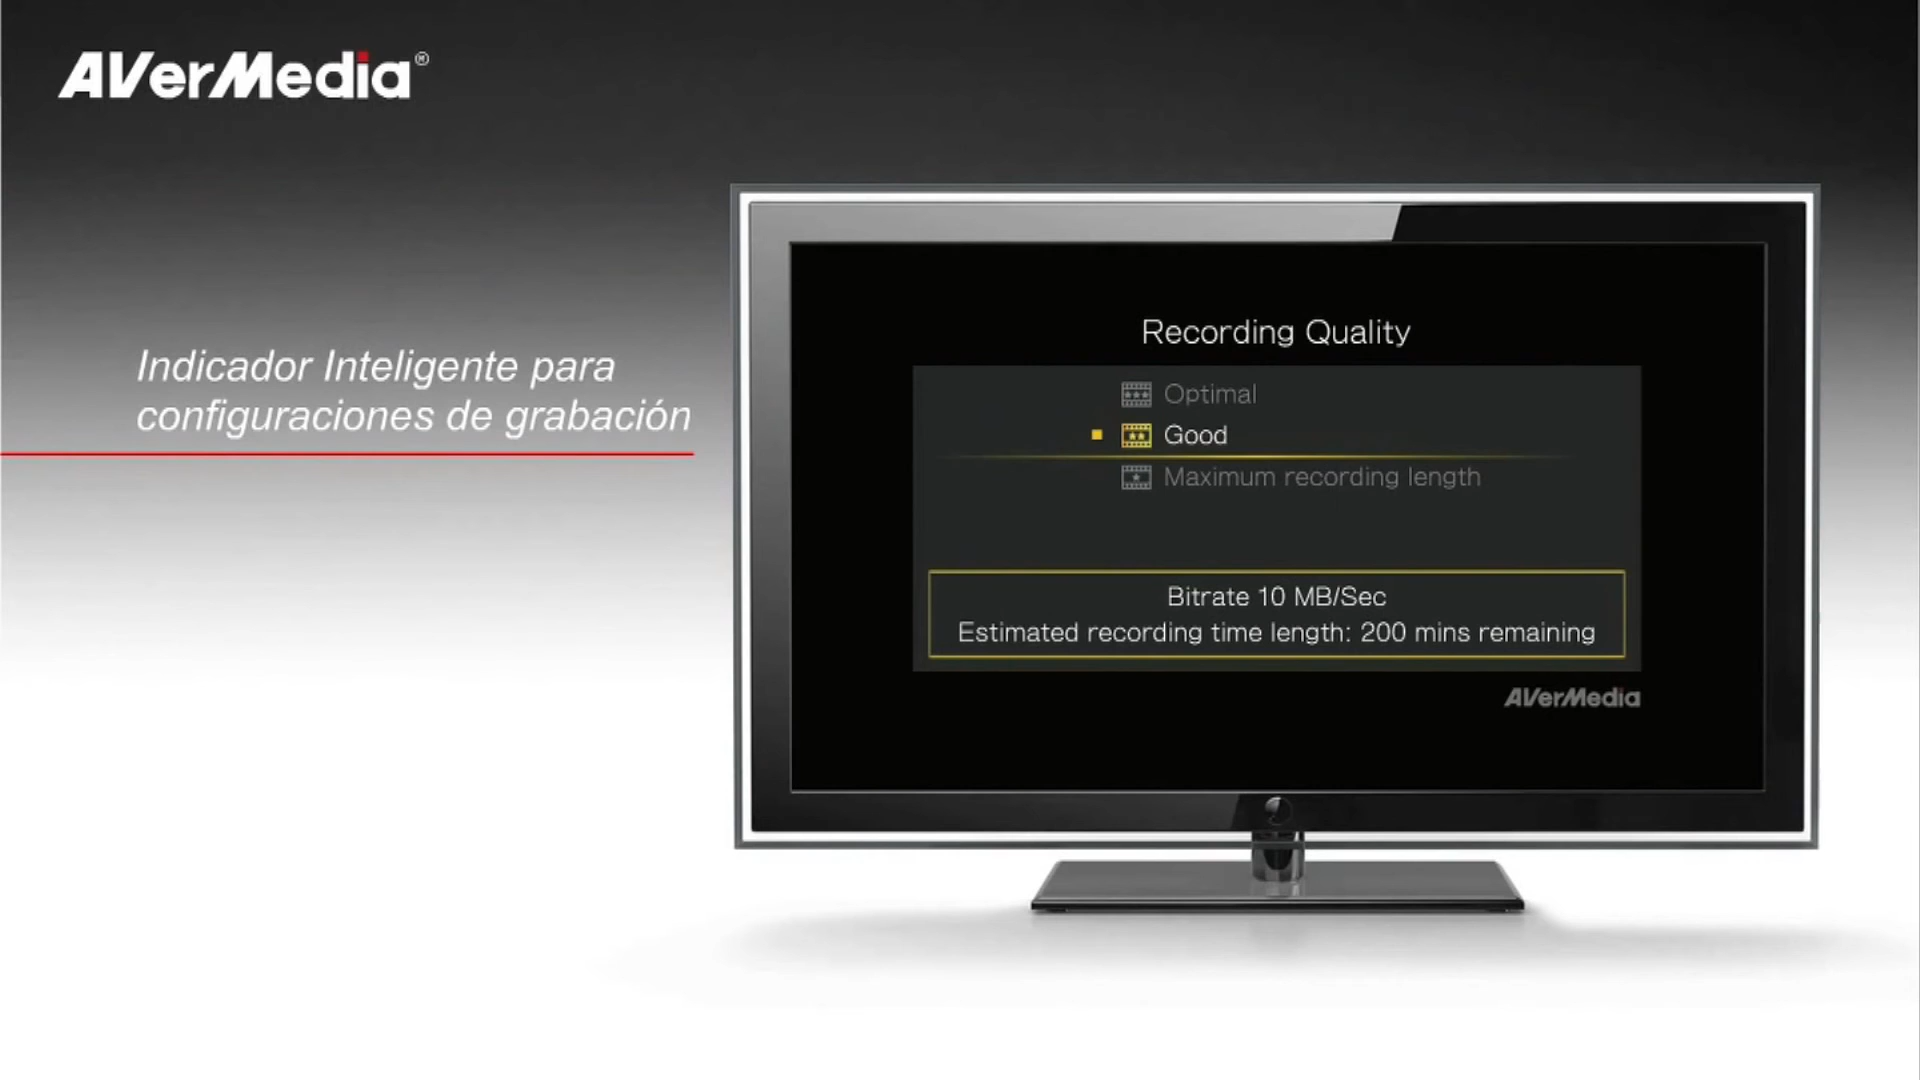 AVerMedia®
Indicador Inteligente para
configuraciones de grabación
Recording Quality
Optimal
Good
Maximum recording length
Bitrate 10 MB/Sec
Estimated recording time length: 200 mins remaining
AVerMedia